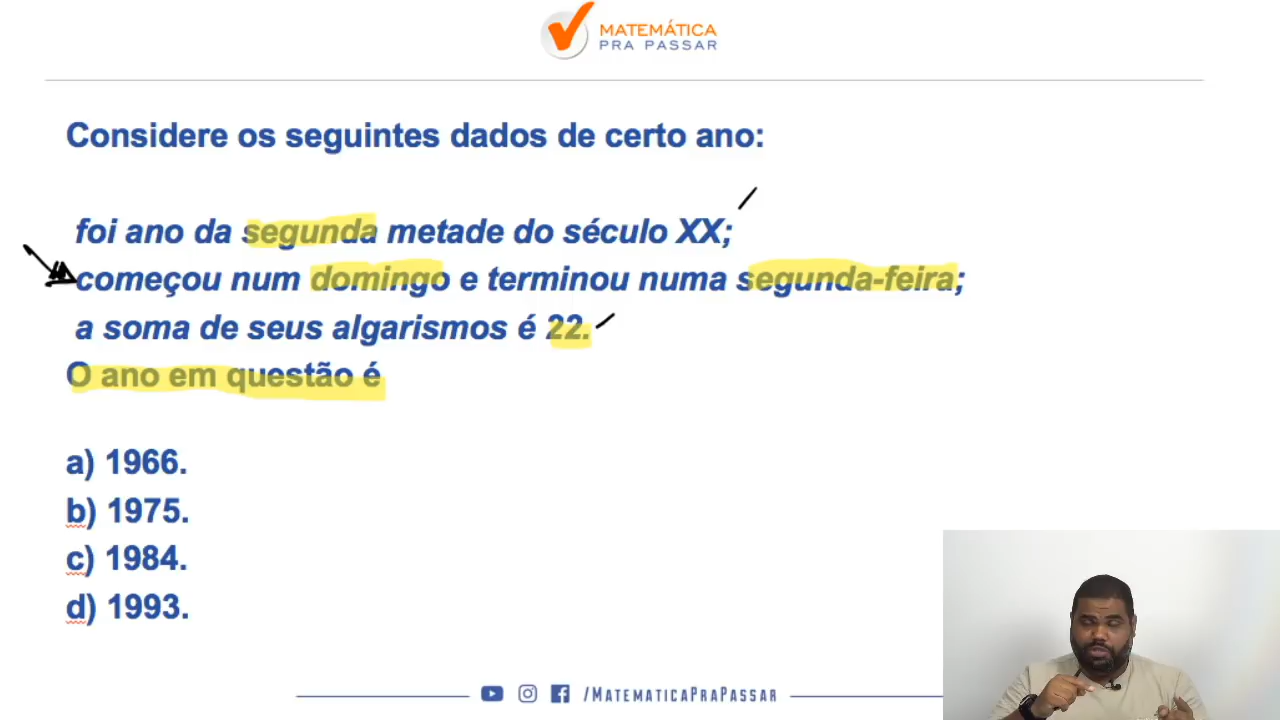 MATEMÁTICA
PRA PASSAR
Considere os seguintes dados de certo ano:
foi ano da segunda metade do século XX;
começou num domingo e terminou numa segunda-feira;
a soma de seus algarismos é 22.
O ano em questão é
a) 1966.
b) 1975.
c) 1984.
d) 1993.
/MATEMATICAPRAPASSAR